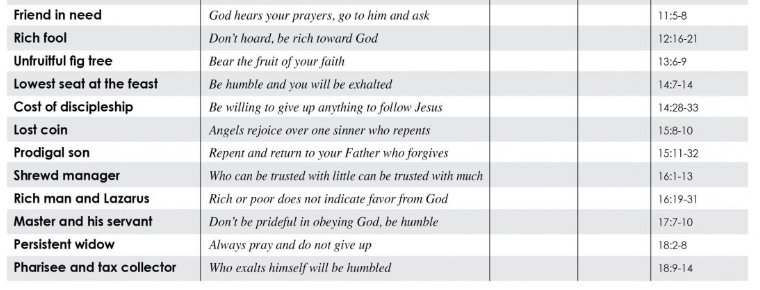 Friend in need God hears your prayers, go to him and ask 11:5-8
Rich fool Don't hoard, be rich toward God 12:16-21
Unfruitful fig tree Bear the fruit of your faith 13:6-9
Lowest seat at the feast Be humble and you will be exhalted 14:7-14
Cost of discipleship Be willing to give up anything to follow Jesus 14:28-33
Lost coin Angels rejoice over one sinner who repents 15:8-10
Prodigal son Repent and return to your Father who forgives 15:11-32
Shrewd manager Who can be trusted with little can be trusted with much 16:1-13
Rich man and Lazarus Rich or poor does not indicate favor from God 16:19-31
Master and his servant Don't be prideful in obeying God, be humble 17:7-10
Persistent widow Always pray and do not give up 18:2-8
Pharisee and tax collector Who exalts himself will be humbled 18:9-14